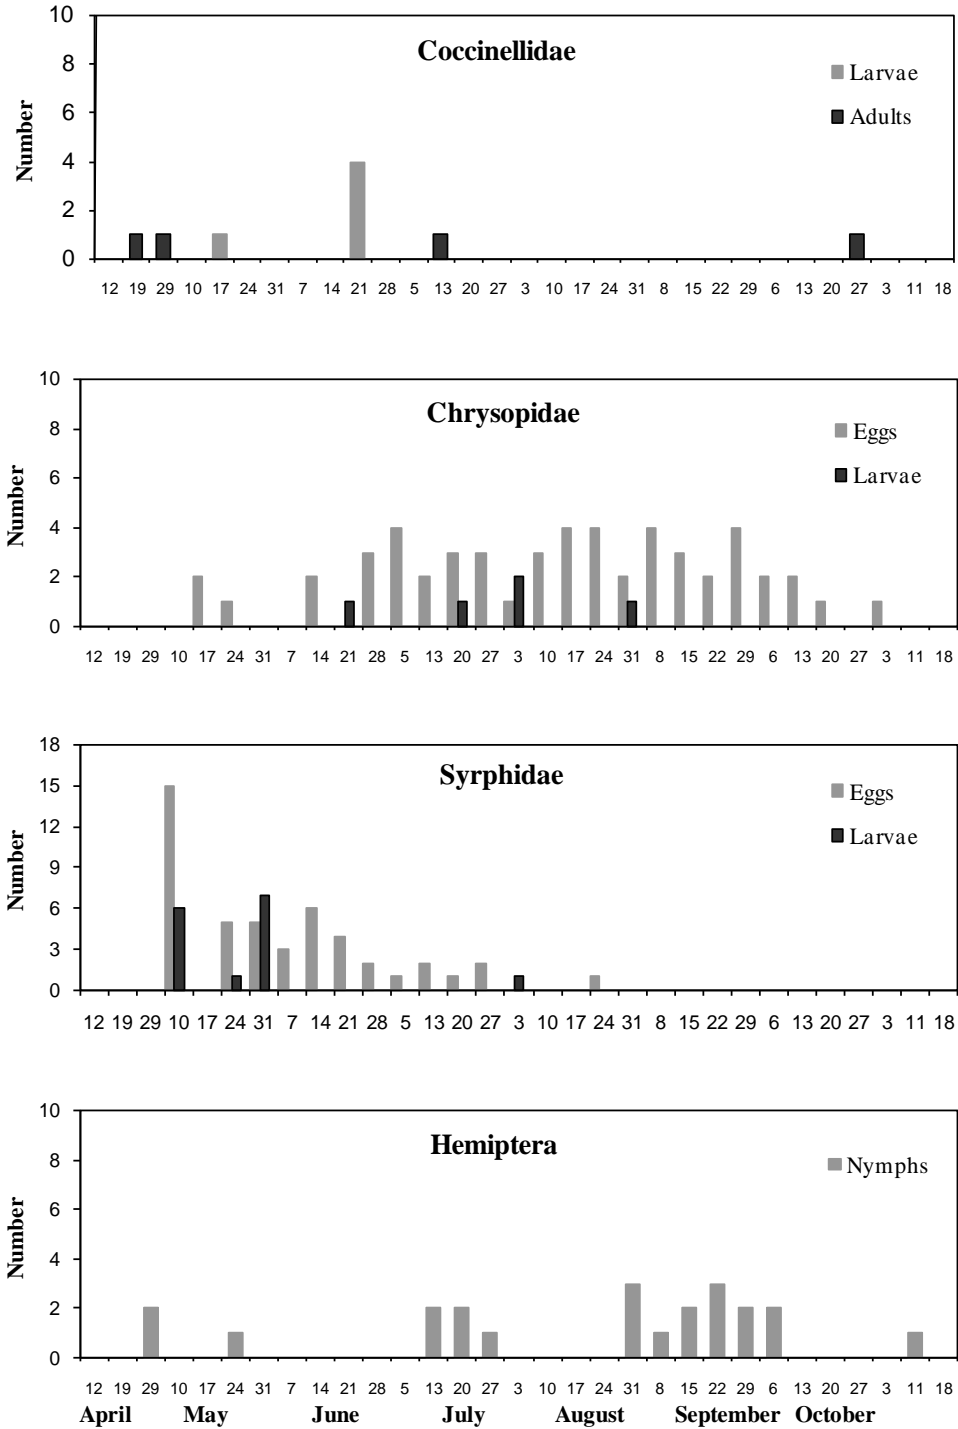 10
Coccinellidae
8
Larvae
6
Adults
Number
4
2
0
12 19 29 10 17 24 31 7 14 21 28 5 13 20 27 3 10 17 24 31 8 15 22 29 6 13 20 27 3 11 18
10
Chrysopidae
8
Eggs
6
Larvae
Number
4
2
0
12 19 29 10 17 24 31 7 14 21 28 5 13 20 27 3 10 17 24 31 8 15 22 29 6 13 20 27 3 11 18
18
Syrphidae
15
Eggs
12
Larvae
Number
9
6
3
0
12 19 29 10 17 24 31 7 14 21 28 5 13 20 27 3 10 17 24 31 8 15 22 29 6 13 20 27 3 11 18
10
Hemiptera
Nymphs
8
6
Number
4
2
0
12 19 29 10 17 24 31 7 14 21 28 5 13 20 27 3 10 17 24 31 8 15 22 29 6 13 20 27 3 11 18
April May June July August September October